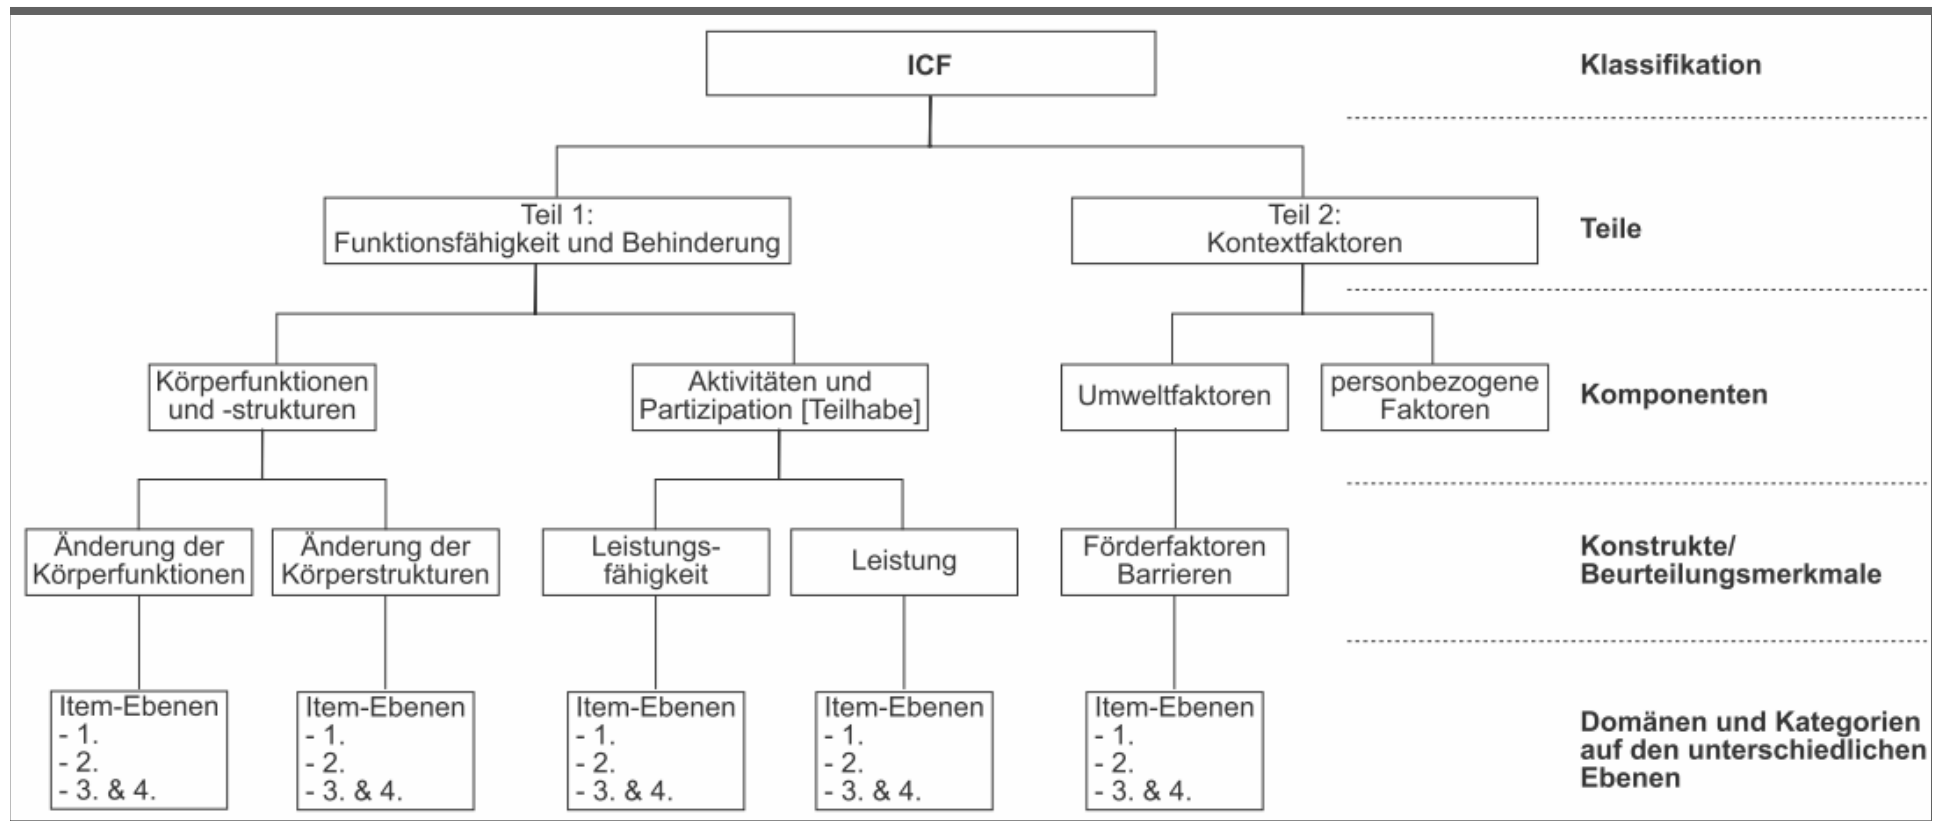 ICF
Klassifikation
Teil 1:
Funktionsfähigkeit und Behinderung
Teil 2:
Kontextfaktoren
Teile
Körperfunktionen
und -strukturen
Aktivitäten und
Partizipation [Teilhabe]
Umweltfaktoren
personbezogene
Faktoren
Komponenten
Änderung der
Körperfunktionen
Änderung der
Körperstrukturen
Leistungs-
fähigkeit
Leistung
Förderfaktoren
Barrieren
Konstrukte/
Beurteilungsmerkmale
Item-Ebenen
- 1.
- 2.
- 3. & 4.
Item-Ebenen
- 1.
- 2.
- 3. & 4.
Item-Ebenen
- 1.
- 2.
- 3. & 4.
Item-Ebenen
- 1.
- 2.
- 3. & 4.
Item-Ebenen
- 1.
- 2.
- 3. & 4.
Domänen und Kategorien
auf den unterschiedlichen
Ebenen